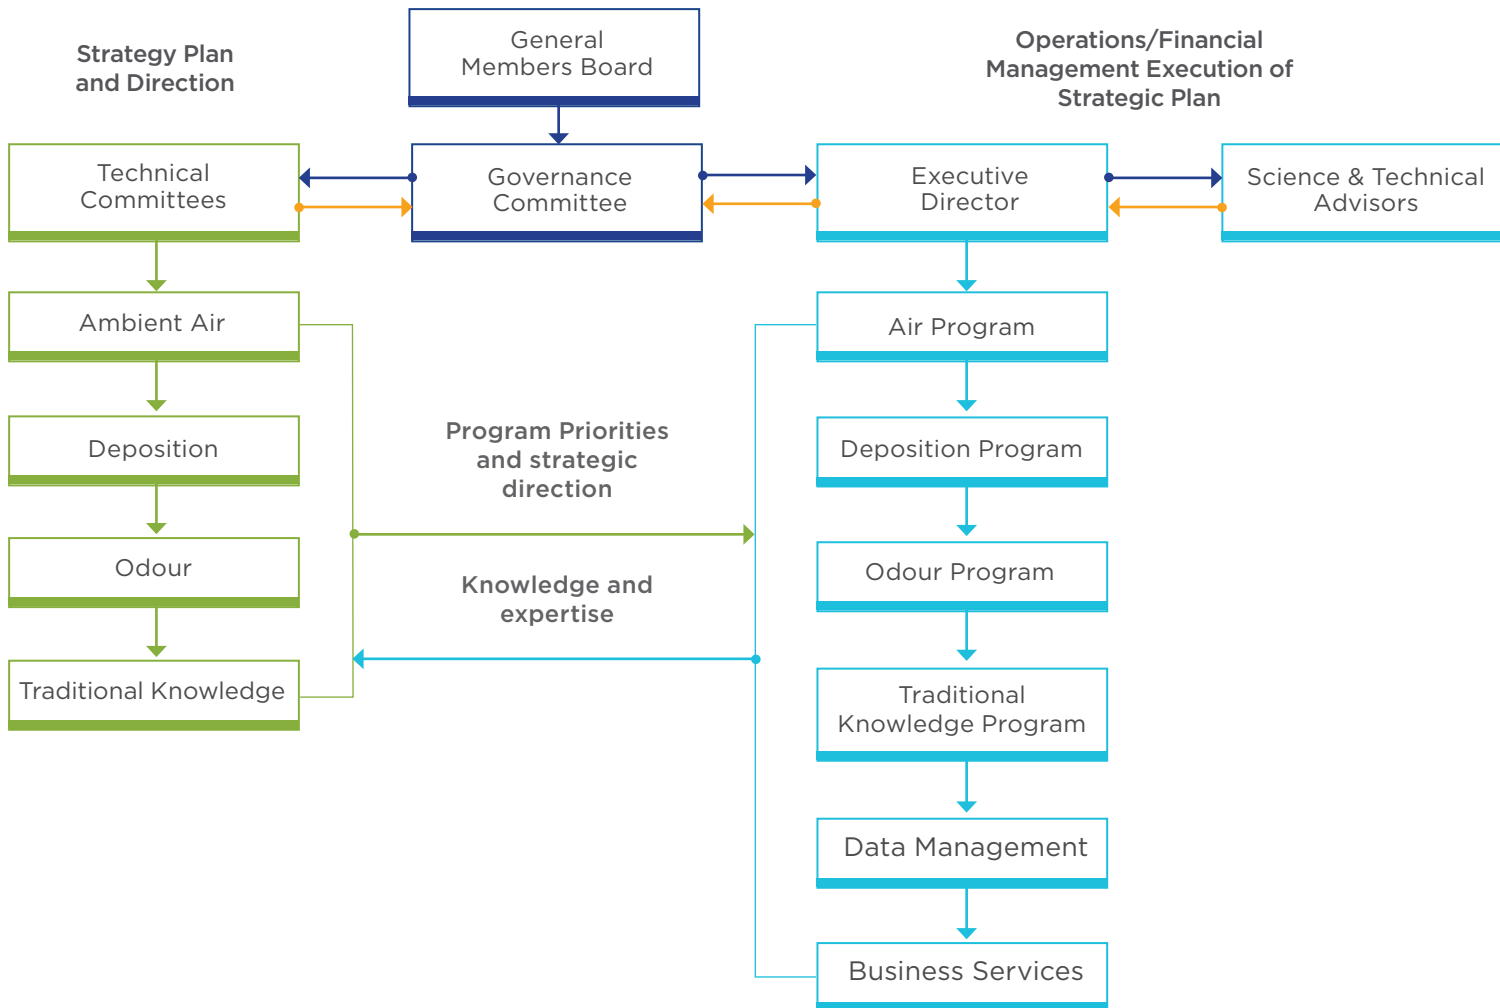 Strategy Plan
and Direction
General
Members Board
Operations/Financial
Management Execution of
Strategic Plan
Technical
Committees
Governance
Committee
Executive
Director
Science & Technical
Advisors
Ambient Air
Air Program
Deposition
Program Priorities
and strategic
direction
Deposition Program
Odour
Knowledge and
expertise
Odour Program
Traditional Knowledge
Traditional
Knowledge Program
Data Management
Business Services